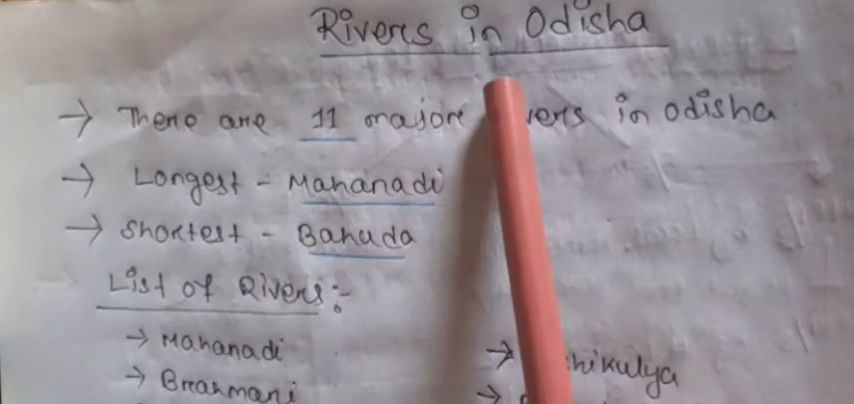 Rivers in Odisha
→ There are 11 major in odisha
→ Longest - Mahanadi
→ Shortest - Bahuda
List of Rivers:-
→ Mahanadi
→ Brahmani
→
→